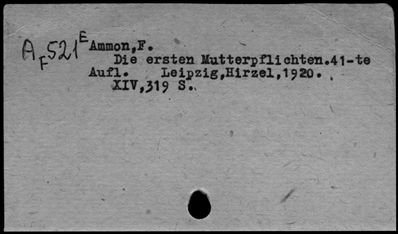 A F 521 E Ammon,F.
Die ersten Mutterpflichten.41-te
Aufl. Leipzig,Hirzel,1920.
XIV,319 S.